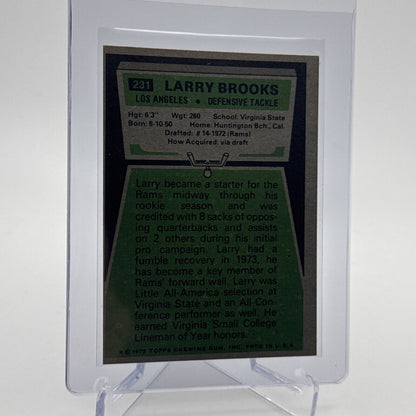 231 LARRY BROOKS
LOS ANGELES • DEFENSIVE TACKLE
Hgt: 6'3" Wgt: 260 School: Virginia State
Born: 6-10-50 Home: Huntington Bch., Cal.
Drafted: #14-1972 (Rams)
How Acquired: via draft
Larry became a starter for the
Rams midway through his
rookie season and was
credited with 8 sacks of oppos-
ing quarterbacks and assists
on 2 others during his initial
pro campaign. Larry had a
fumble recovery in 1973, he
has become a key member of
Rams' forward wall. Larry was
Little All-America selection at
Virginia State and an All-Con-
ference performer as well. He
earned Virginia Small College
Lineman of Year honors.
© 1975 TOPPS CHEWING GUM, INC. PRTD IN U.S.A.